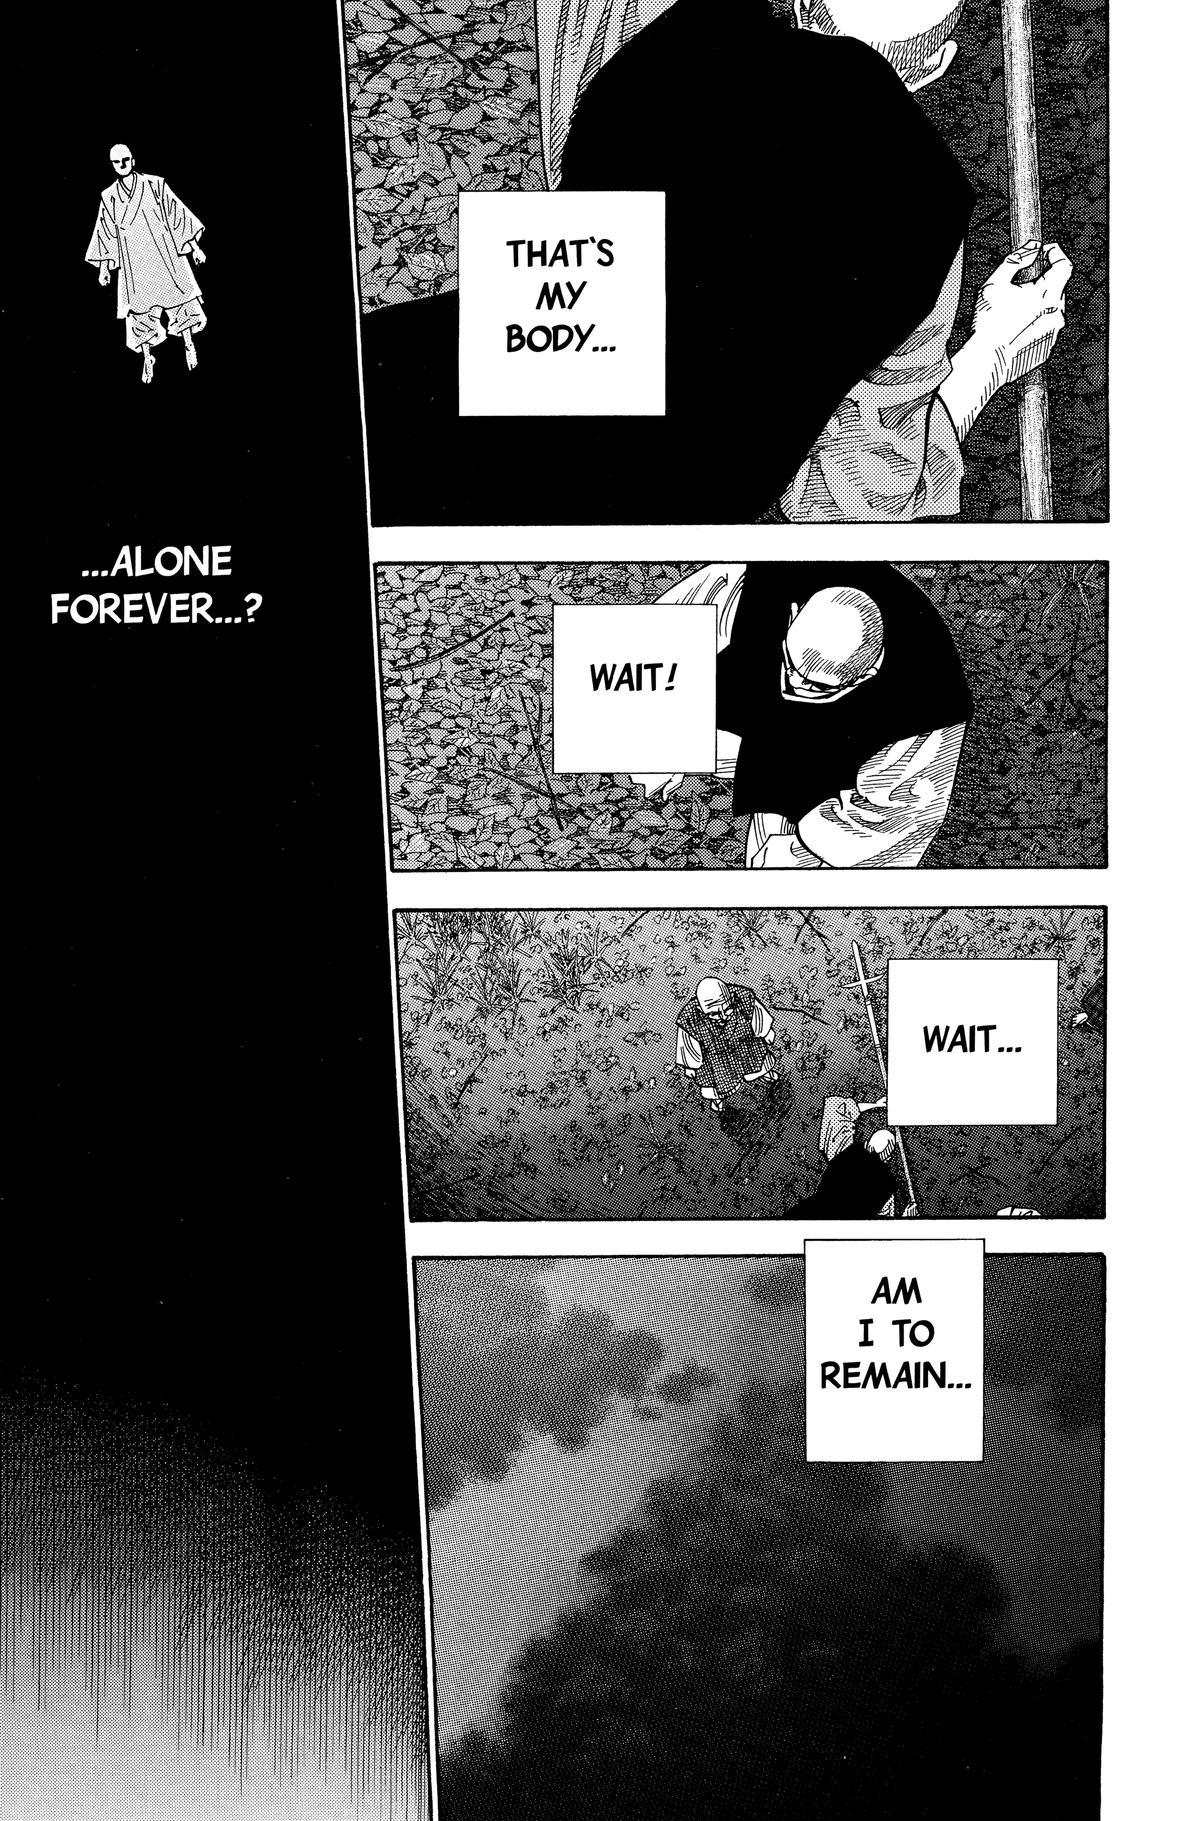 THAT'S
MY
BODY...
WAIT!
WAIT...
AM
I TO
REMAIN...
...ALONE
FOREVER...?